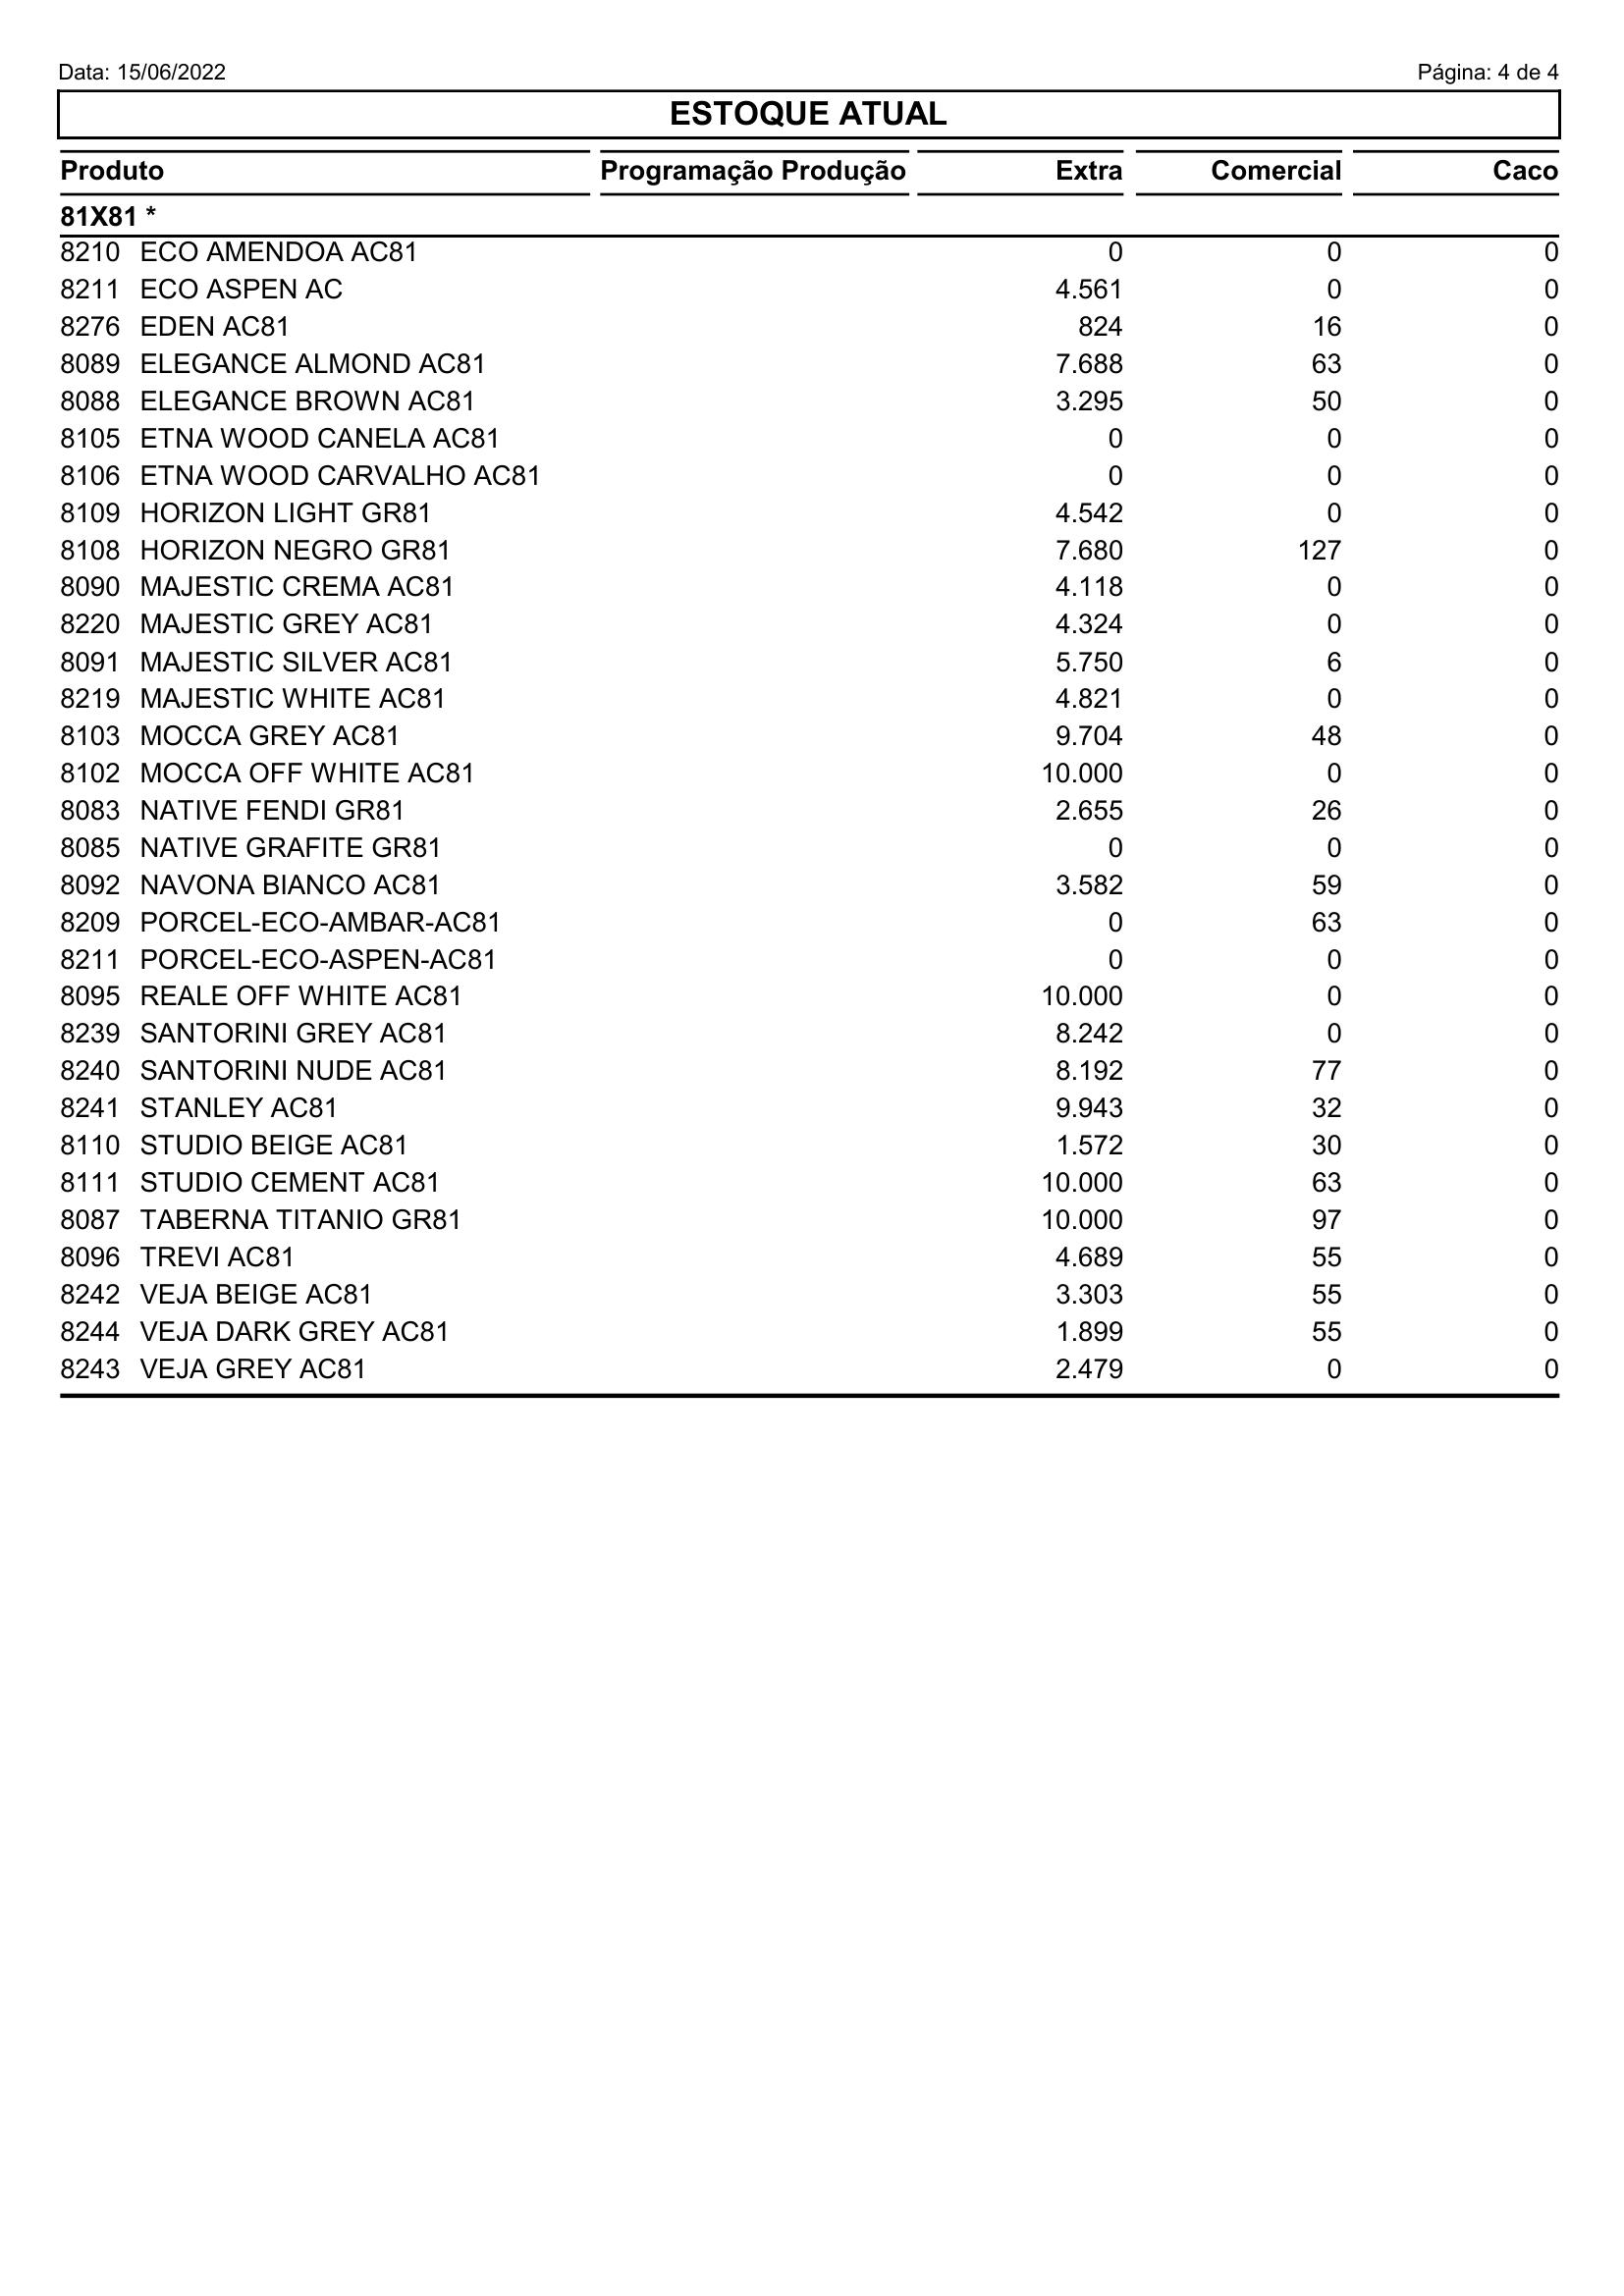 Data: 15/06/2022 Página: 4 de 4
ESTOQUE ATUAL
Produto Programação Produção Extra Comercial Caco
81X81 *
8210 ECO AMENDOA AC81 0 0 0
8211 ECO ASPEN AC 4.561 0 0
8276 EDEN AC81 824 16 0
8089 ELEGANCE ALMOND AC81 7.688 63 0
8088 ELEGANCE BROWN AC81 3.295 50 0
8105 ETNA WOOD CANELA AC81 0 0 0
8106 ETNA WOOD CARVALHO AC81 0 0 0
8109 HORIZON LIGHT GR81 4.542 0 0
8108 HORIZON NEGRO GR81 7.680 127 0
8090 MAJESTIC CREMA AC81 4.118 0 0
8220 MAJESTIC GREY AC81 4.324 0 0
8091 MAJESTIC SILVER AC81 5.750 6 0
8219 MAJESTIC WHITE AC81 4.821 0 0
8103 MOCCA GREY AC81 9.704 48 0
8102 MOCCA OFF WHITE AC81 10.000 0 0
8083 NATIVE FENDI GR81 2.655 26 0
8085 NATIVE GRAFITE GR81 0 0 0
8092 NAVONA BIANCO AC81 3.582 59 0
8209 PORCEL-ECO-AMBAR-AC81 0 63 0
8211 PORCEL-ECO-ASPEN-AC81 0 0 0
8095 REALE OFF WHITE AC81 10.000 0 0
8239 SANTORINI GREY AC81 8.242 0 0
8240 SANTORINI NUDE AC81 8.192 77 0
8241 STANLEY AC81 9.943 32 0
8110 STUDIO BEIGE AC81 1.572 30 0
8111 STUDIO CEMENT AC81 10.000 63 0
8087 TABERNA TITANIO GR81 10.000 97 0
8096 TREVI AC81 4.689 55 0
8242 VEJA BEIGE AC81 3.303 55 0
8244 VEJA DARK GREY AC81 1.899 55 0
8243 VEJA GREY AC81 2.479 0 0